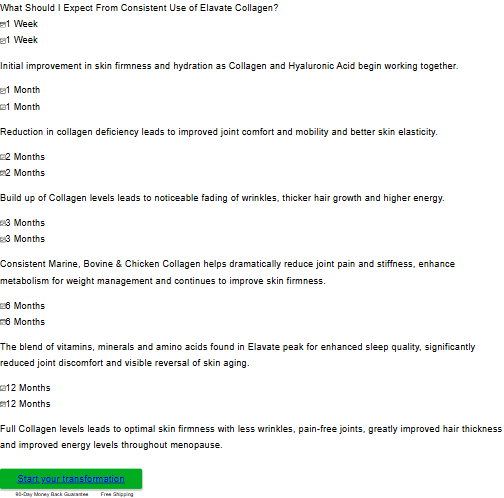 What Should I Expect From Consistent Use of Elavate Collagen?
1 Week
1 Week
Initial improvement in skin firmness and hydration as Collagen and Hyaluronic Acid begin working together.
1 Month
1 Month
Reduction in collagen deficiency leads to improved joint comfort and mobility and better skin elasticity.
2 Months
2 Months
Build up of Collagen levels leads to noticeable fading of wrinkles, thicker hair growth and higher energy.
3 Months
3 Months
Consistent Marine, Bovine & Chicken Collagen helps dramatically reduce joint pain and stiffness, enhance
metabolism for weight management and continues to improve skin firmness.
6 Months
6 Months
The blend of vitamins, minerals and amino acids found in Elavate peak for enhanced sleep quality, significantly
reduced joint discomfort and visible reversal of skin aging.
12 Months
12 Months
Full Collagen levels leads to optimal skin firmness with less wrinkles, pain-free joints, greatly improved hair thickness
and improved energy levels throughout menopause.
Start your transformation
90-Day Money Back Guarantee Free Shipping